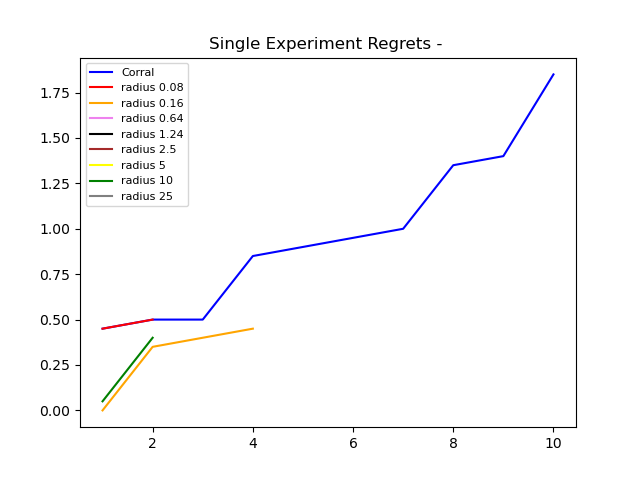 Single Experiment Regrets -
Corral
radius 0.08
radius 0.16
radius 0.64
radius 1.24
radius 2.5
radius 5
radius 10
radius 25
1.75
1.50
1.25
1.00
0.75
0.50
0.25
0.00
2 4 6 8 10